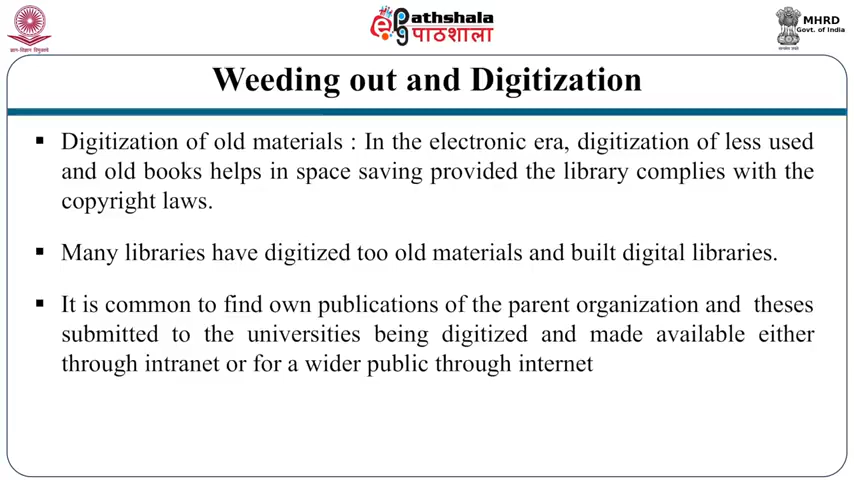 ePathshala
पाठशाला
MHRD
Govt. of India
Weeding out and Digitization
▪ Digitization of old materials : In the electronic era, digitization of less used
and old books helps in space saving provided the library complies with the
copyright laws.
▪ Many libraries have digitized too old materials and built digital libraries.
▪ It is common to find own publications of the parent organization and theses
submitted to the universities being digitized and made available either
through intranet or for a wider public through internet